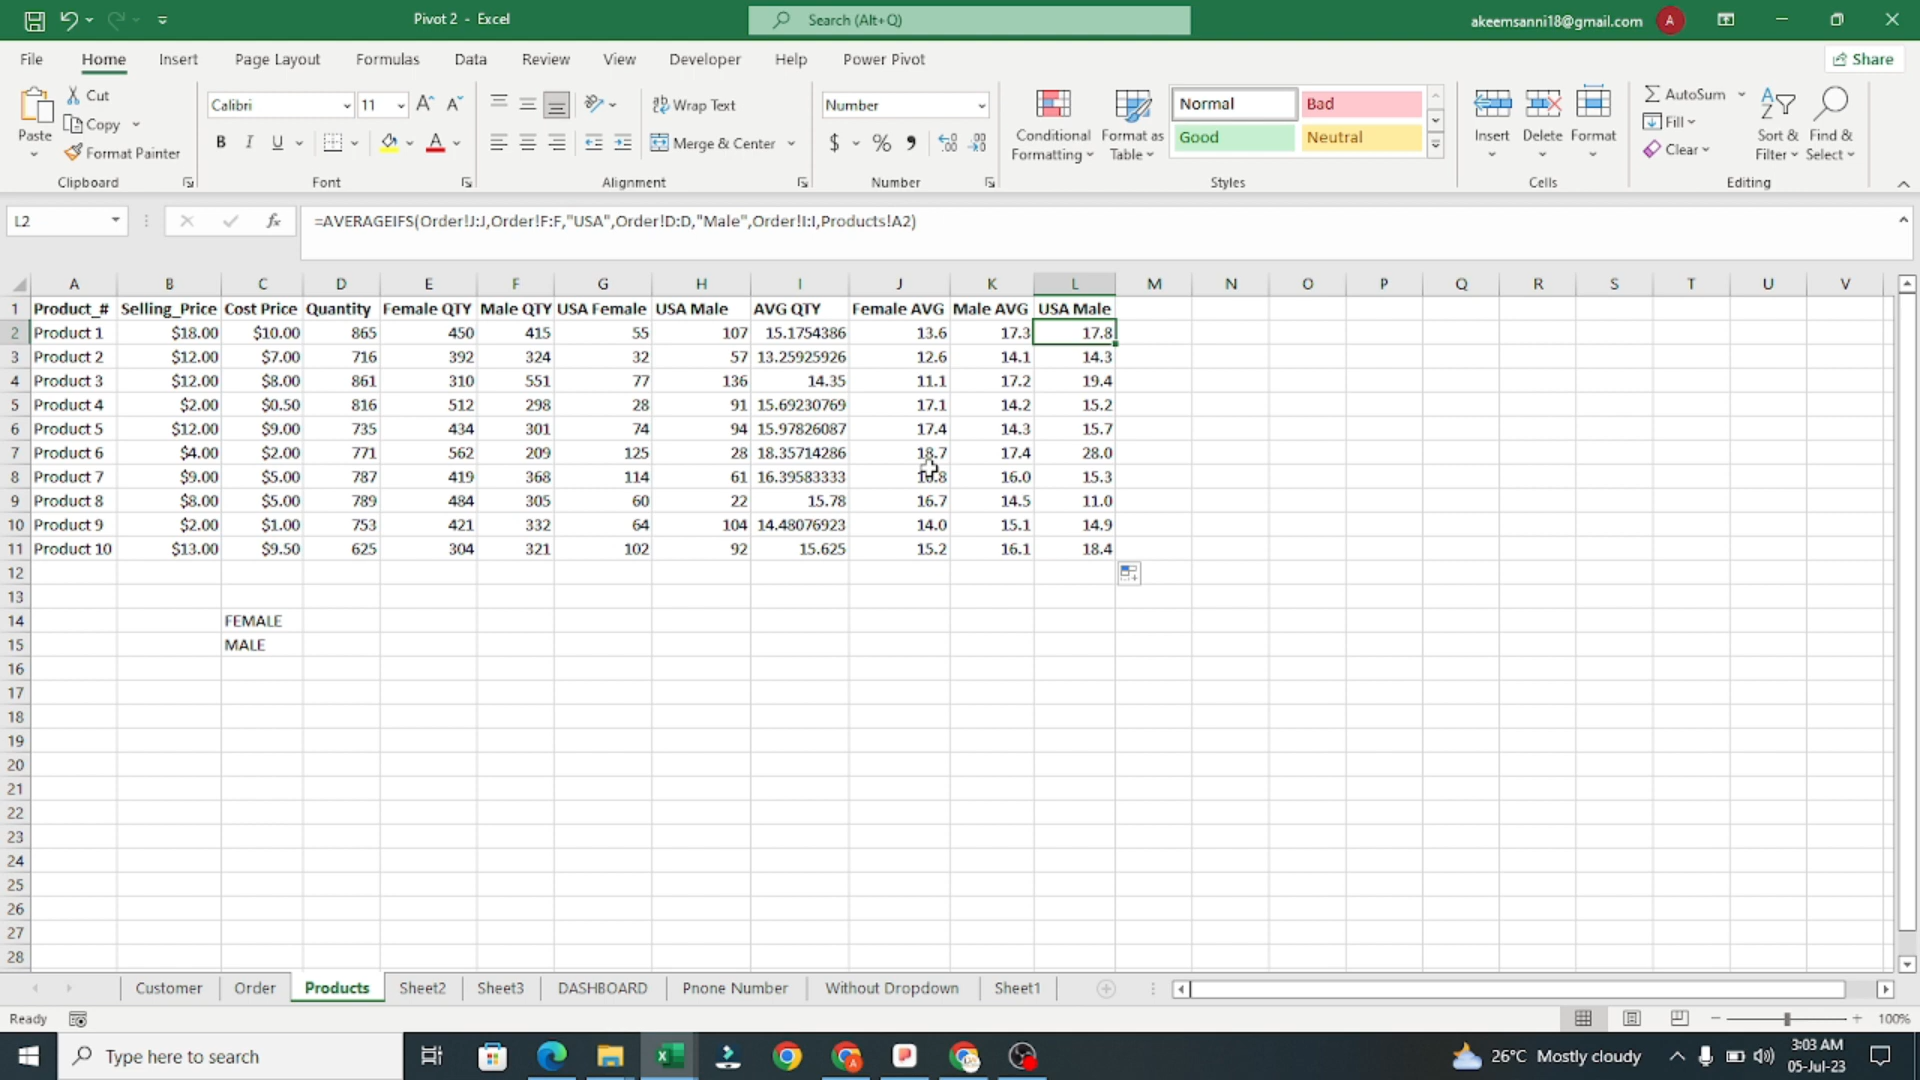 Pivot 2 - Excel
Search (Alt+Q)
akeemsanni18@gmail.com
A
File Home Insert Page Layout Formulas Data Review View Developer Help Power Pivot
Share
Paste
Cut
Copy
Format Painter
Clipboard
Calibri 11
B I U
Font
Wrap Text
Merge & Center
Alignment
Number
$ % 9
Number
Conditional Formatting
Format as Table
Normal Bad
Good Neutral
Styles
Insert Delete Format
Cells
AutoSum
Fill
Clear
Sort & Filter
Find & Select
Editing
L2
fx
=AVERAGEIFS(Order!J:J,Order!F:F,"USA",Order!D:D,"Male",Order!I:I,Products!A2)
A B C D E F G H I J K L M N O P Q R S T U V
1 Product_# Selling_Price Cost Price Quantity Female QTY Male QTY USA Female USA Male AVG QTY Female AVG Male AVG USA Male
2 Product 1 $18.00 $10.00 865 450 415 55 107 15.1754386 13.6 17.3 17.8
3 Product 2 $12.00 $7.00 716 392 324 32 57 13.25925926 12.6 14.1 14.3
4 Product 3 $12.00 $8.00 861 310 551 77 136 14.35 11.1 17.2 19.4
5 Product 4 $2.00 $0.50 816 512 298 28 91 15.69230769 17.1 14.2 15.2
6 Product 5 $12.00 $9.00 735 434 301 74 94 15.97826087 17.4 14.3 15.7
7 Product 6 $4.00 $2.00 771 562 209 125 28 18.35714286 18.7 17.4 28.0
8 Product 7 $9.00 $5.00 787 419 368 114 61 16.39583333 16.0 15.3
9 Product 8 $8.00 $5.00 789 484 305 60 22 15.78 16.7 14.5 11.0
10 Product 9 $2.00 $1.00 753 421 332 64 104 14.48076923 14.0 15.1 14.9
11 Product 10 $13.00 $9.50 625 304 321 102 92 15.625 15.2 16.1 18.4
12
13
14 FEMALE
15 MALE
16
17
18
19
20
21
22
23
24
25
26
27
28
Customer Order Products Sheet2 Sheet3 DASHBOARD Pnone Number Without Dropdown Sheet1
Ready
100%
Type here to search
26°C Mostly cloudy
3:03 AM
05-Jul-23